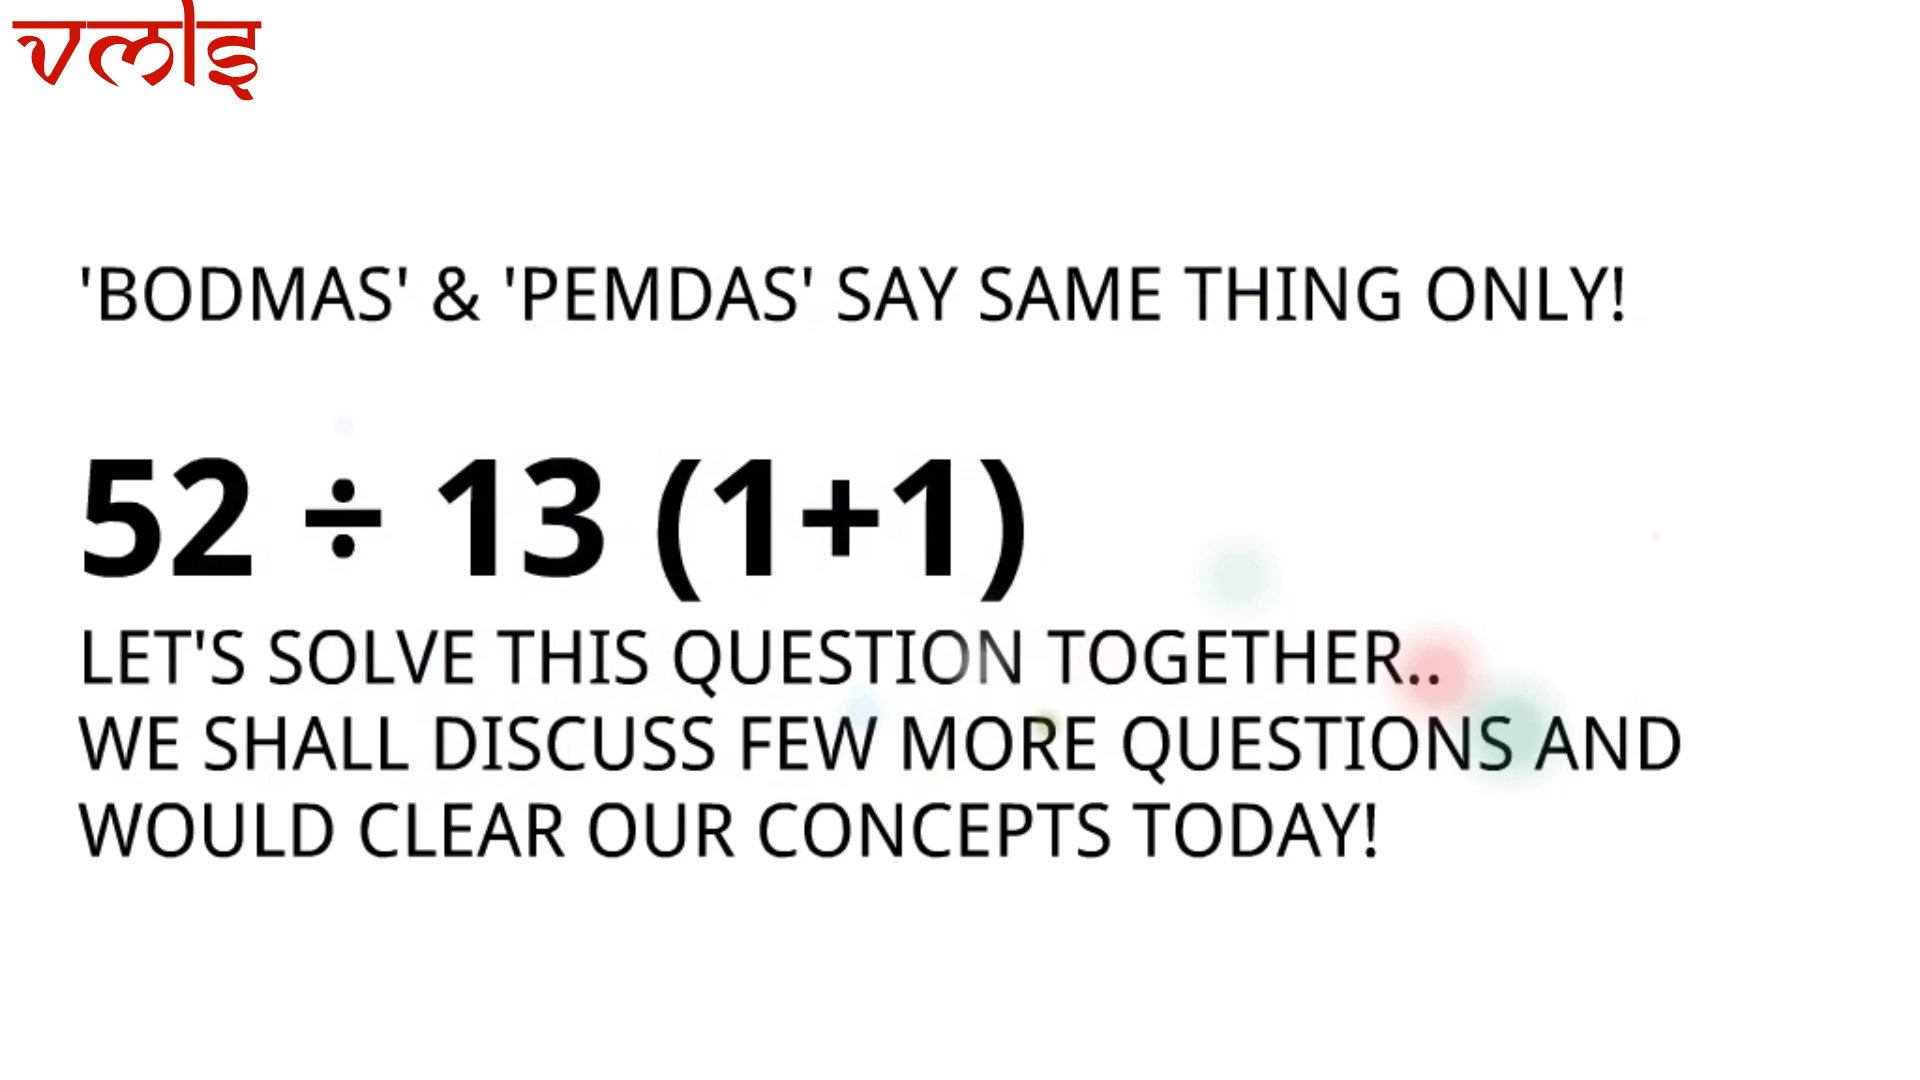 vmls
'BODMAS' & 'PEMDAS' SAY SAME THING ONLY!
52 ÷ 13 (1+1)
LET'S SOLVE THIS QUESTION TOGETHER..
WE SHALL DISCUSS FEW MORE QUESTIONS AND
WOULD CLEAR OUR CONCEPTS TODAY!